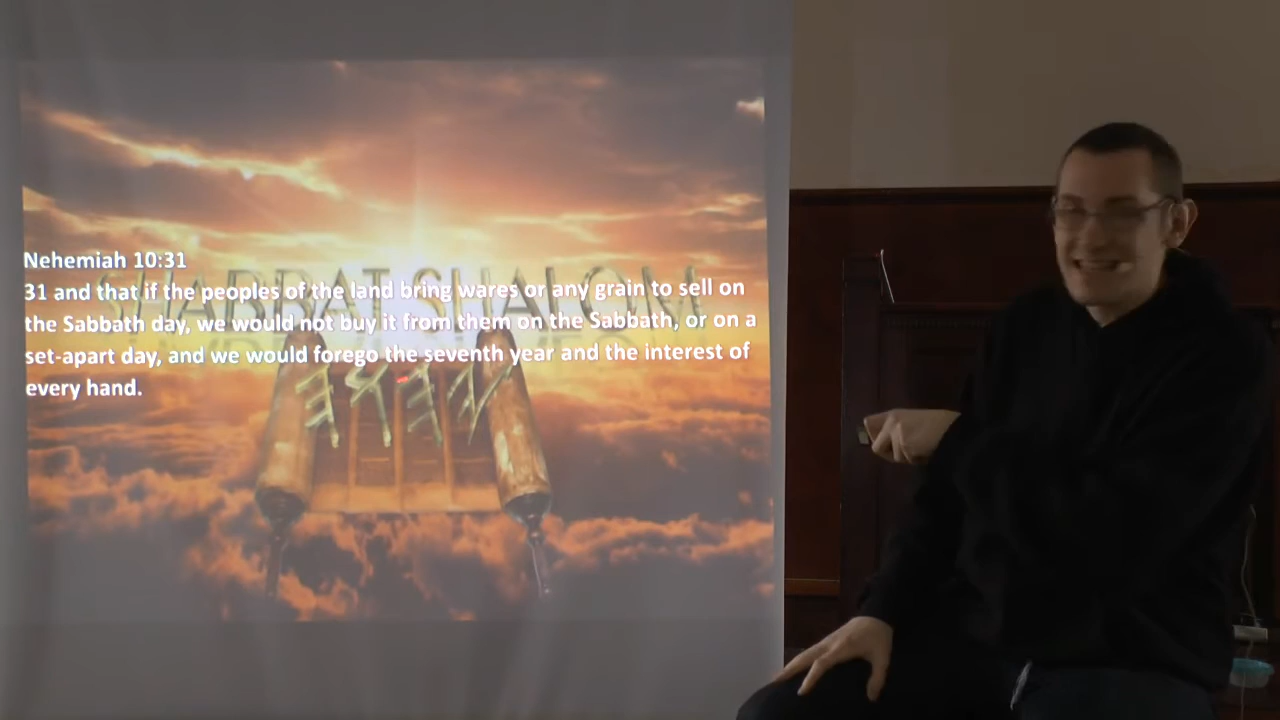 Nehemiah 10:31
SHABBAT SHALOM
31 and that if the peoples of the land bring wares or any grain to sell on
the Sabbath day, we would not buy it from them on the Sabbath, or on a
set-apart day, and we would forego the seventh year and the interest of
every hand.
𐤉𐤄𐤅𐤄